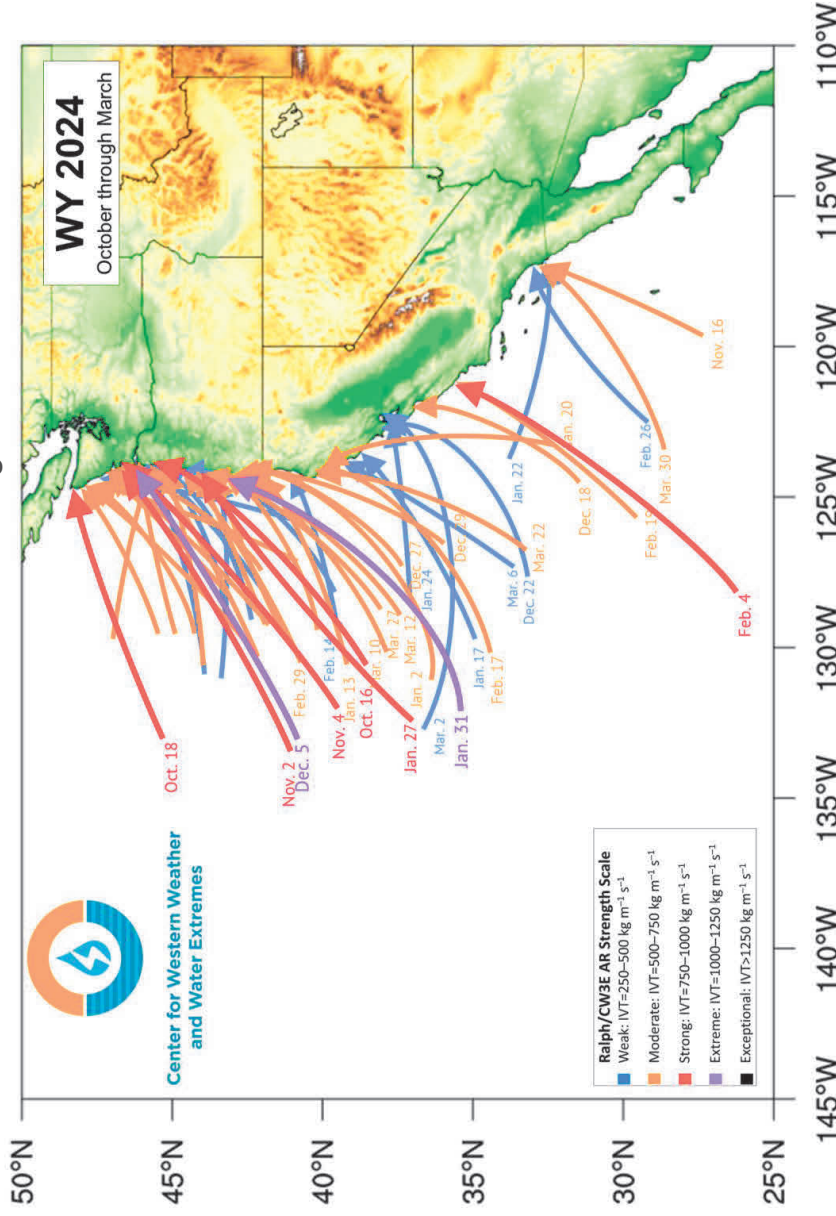 WY 2024
October through March
Center for Western Weather
and Water Extremes
Oct. 18
Nov. 2
Dec. 5
Feb. 29
Nov. 4
Jan. 13
Oct. 16
Feb. 14
Mar. 27
Mar. 12
Jan. 2
Jan. 27
Mar. 2
Jan. 31
Jan. 17
Feb. 17
Jan. 24
Dec. 27
Dec. 29
Mar. 6
Dec. 22
Mar. 22
Jan. 22
Jan. 20
Dec. 18
Feb. 19
Feb. 4
Feb. 26
Mar. 30
Nov. 16
Ralph/CW3E AR Strength Scale
Weak: IVT=250–500 kg m⁻¹ s⁻¹
Moderate: IVT=500–750 kg m⁻¹ s⁻¹
Strong: IVT=750–1000 kg m⁻¹ s⁻¹
Extreme: IVT=1000–1250 kg m⁻¹ s⁻¹
Exceptional: IVT>1250 kg m⁻¹ s⁻¹
50°N
45°N
40°N
35°N
30°N
25°N
145°W
140°W
135°W
130°W
125°W
120°W
115°W
110°W